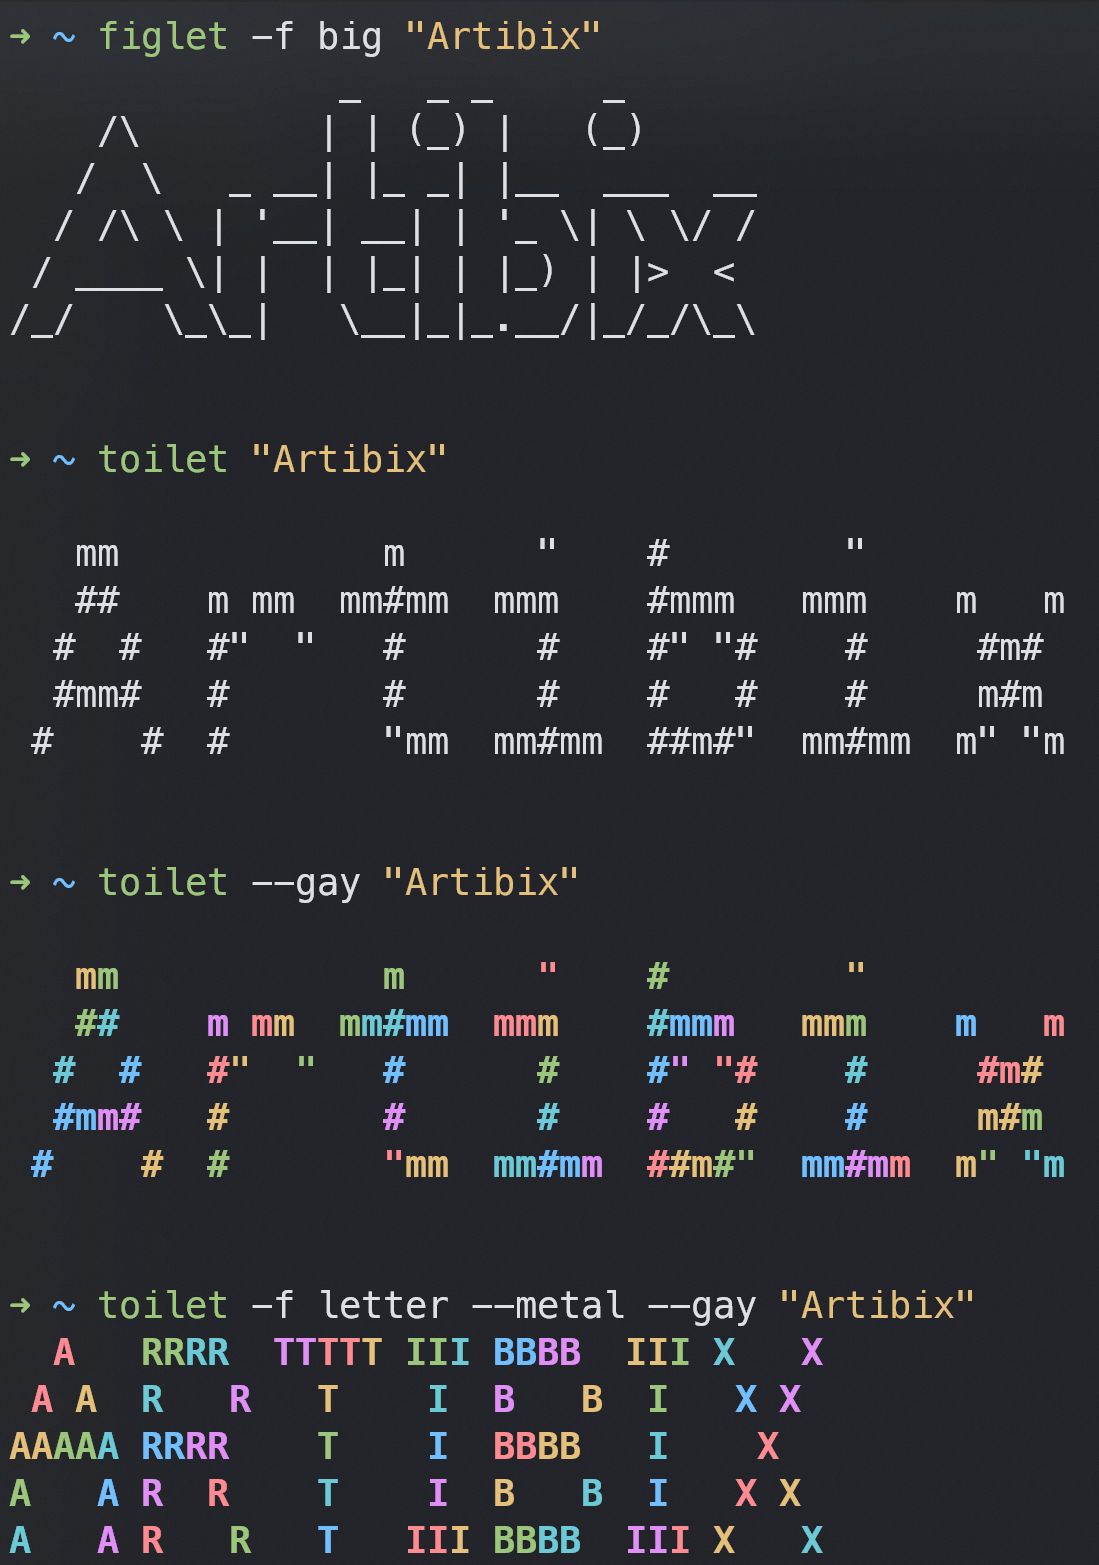 ➜ ~ figlet -f big "Artibix"
               _   _ _     _
    /\        | | (_) |   (_)
   /  \   _ __| |_ _| |__  ___  __
  / /\ \ | '__| __| | '_ \| \ \/ /
 / ____ \| |  | |_| | |_) | |>  <
/_/    \_\_|   \__|_|_.__/|_/_/\_\
➜ ~ toilet "Artibix"
   mm            m      "    #        "
   ##    m mm  mm#mm  mmm    #mmm   mmm    m   m
  #  #   #"  "   #      #    #" "#    #     #m#
  #mm#   #       #      #    #   #    #     m#m
 #    #  #       "mm  mm#mm  ##m#"  mm#mm  m" "m
➜ ~ toilet --gay "Artibix"
   mm            m      "    #        "
   ##    m mm  mm#mm  mmm    #mmm   mmm    m   m
  #  #   #"  "   #      #    #" "#    #     #m#
  #mm#   #       #      #    #   #    #     m#m
 #    #  #       "mm  mm#mm  ##m#"  mm#mm  m" "m
➜ ~ toilet -f letter --metal --gay "Artibix"
  A   RRRR  TTTTT III BBBB  III X   X
 A A  R   R   T    I  B   B  I   X X
AAAAA RRRR    T    I  BBBB   I    X
A   A R  R    T    I  B   B  I   X X
A   A R   R   T   III BBBB  III X   X